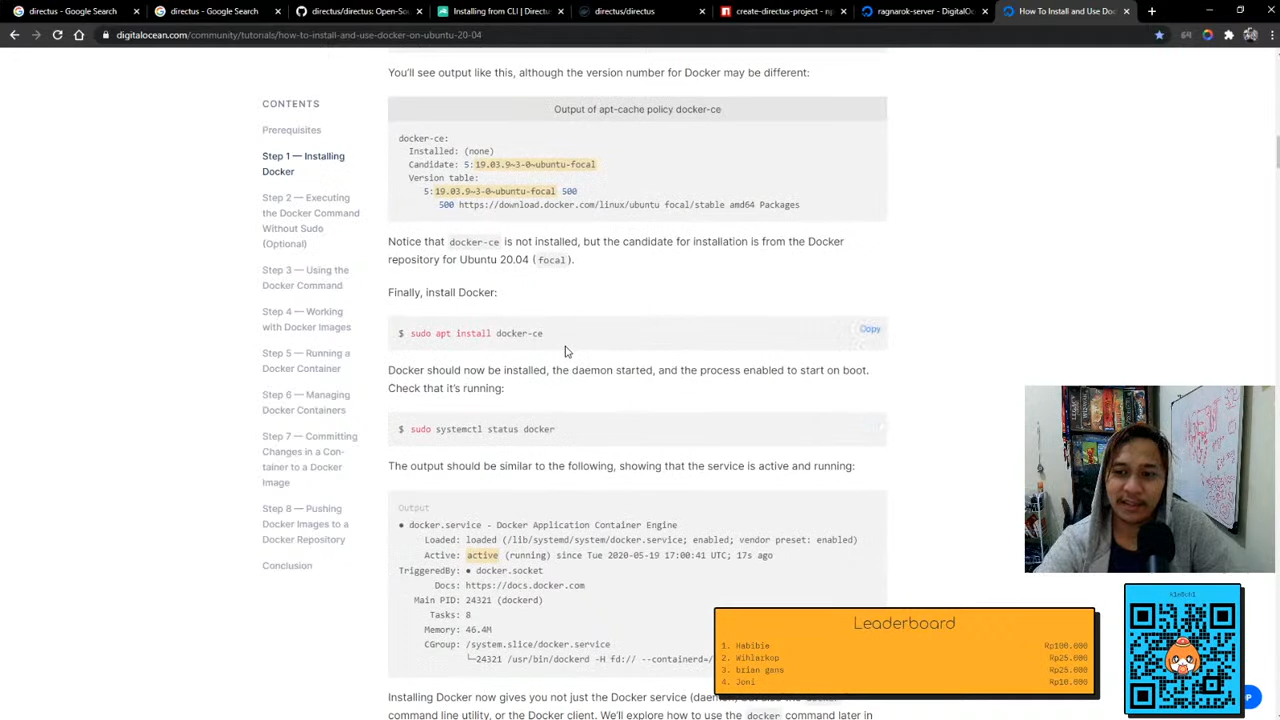 directus - Google Search
directus - Google Search
directus/directus: Open-So
Installing from CLI | Directu
directus/directus
create-directus-project - np
ragnarok-server - DigitalOce
How To Install and Use Do
digitalocean.com/community/tutorials/how-to-install-and-use-docker-on-ubuntu-20-04
You'll see output like this, although the version number for Docker may be different:
CONTENTS
Prerequisites
Step 1 — Installing
Docker
Step 2 — Executing
the Docker Command
Without Sudo
(Optional)
Step 3 — Using the
Docker Command
Step 4 — Working
with Docker Images
Step 5 — Running a
Docker Container
Step 6 — Managing
Docker Containers
Step 7 — Committing
Changes in a Con-
tainer to a Docker
Image
Step 8 — Pushing
Docker Images to a
Docker Repository
Conclusion
Output of apt-cache policy docker-ce
docker-ce:
Installed: (none)
Candidate: 5:19.03.9~3-0~ubuntu-focal
Version table:
5:19.03.9~3-0~ubuntu-focal 500
500 https://download.docker.com/linux/ubuntu focal/stable amd64 Packages
Notice that docker-ce is not installed, but the candidate for installation is from the Docker
repository for Ubuntu 20.04 (focal).
Finally, install Docker:
$ sudo apt install docker-ce
Copy
Docker should now be installed, the daemon started, and the process enabled to start on boot.
Check that it's running:
$ sudo systemctl status docker
The output should be similar to the following, showing that the service is active and running:
Output
● docker.service - Docker Application Container Engine
Loaded: loaded (/lib/systemd/system/docker.service; enabled; vendor preset: enabled)
Active: active (running) since Tue 2020-05-19 17:00:41 UTC; 17s ago
TriggeredBy: ● docker.socket
Docs: https://docs.docker.com
Main PID: 24321 (dockerd)
Tasks: 8
Memory: 46.4M
CGroup: /system.slice/docker.service
└─24321 /usr/bin/dockerd -H fd:// --containerd=/
Installing Docker now gives you not just the Docker service
command line utility, or the Docker client. We'll explore how to use the docker command later in
Leaderboard
1. Habibie Rp100.000
2. Wihlarkop Rp25.000
3. brian gans Rp25.000
4. Joni Rp10.000